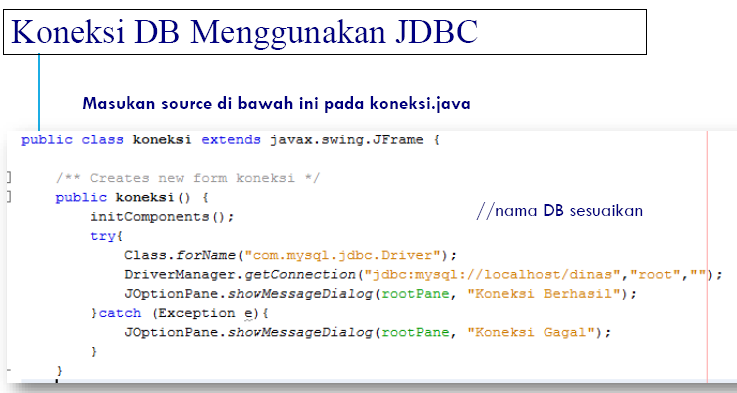 Koneksi DB Menggunakan JDBC
Masukan source di bawah ini pada koneksi.java
public class koneksi extends javax.swing.JFrame {
/** Creates new form koneksi */
public koneksi() {
initComponents();
//nama DB sesuaikan
try{
Class.forName("com.mysql.jdbc.Driver");
DriverManager.getConnection("jdbc:mysql://localhost/dinas","root","");
JOptionPane.showMessageDialog(rootPane, "Koneksi Berhasil");
}catch (Exception e){
JOptionPane.showMessageDialog(rootPane, "Koneksi Gagal");
}
}